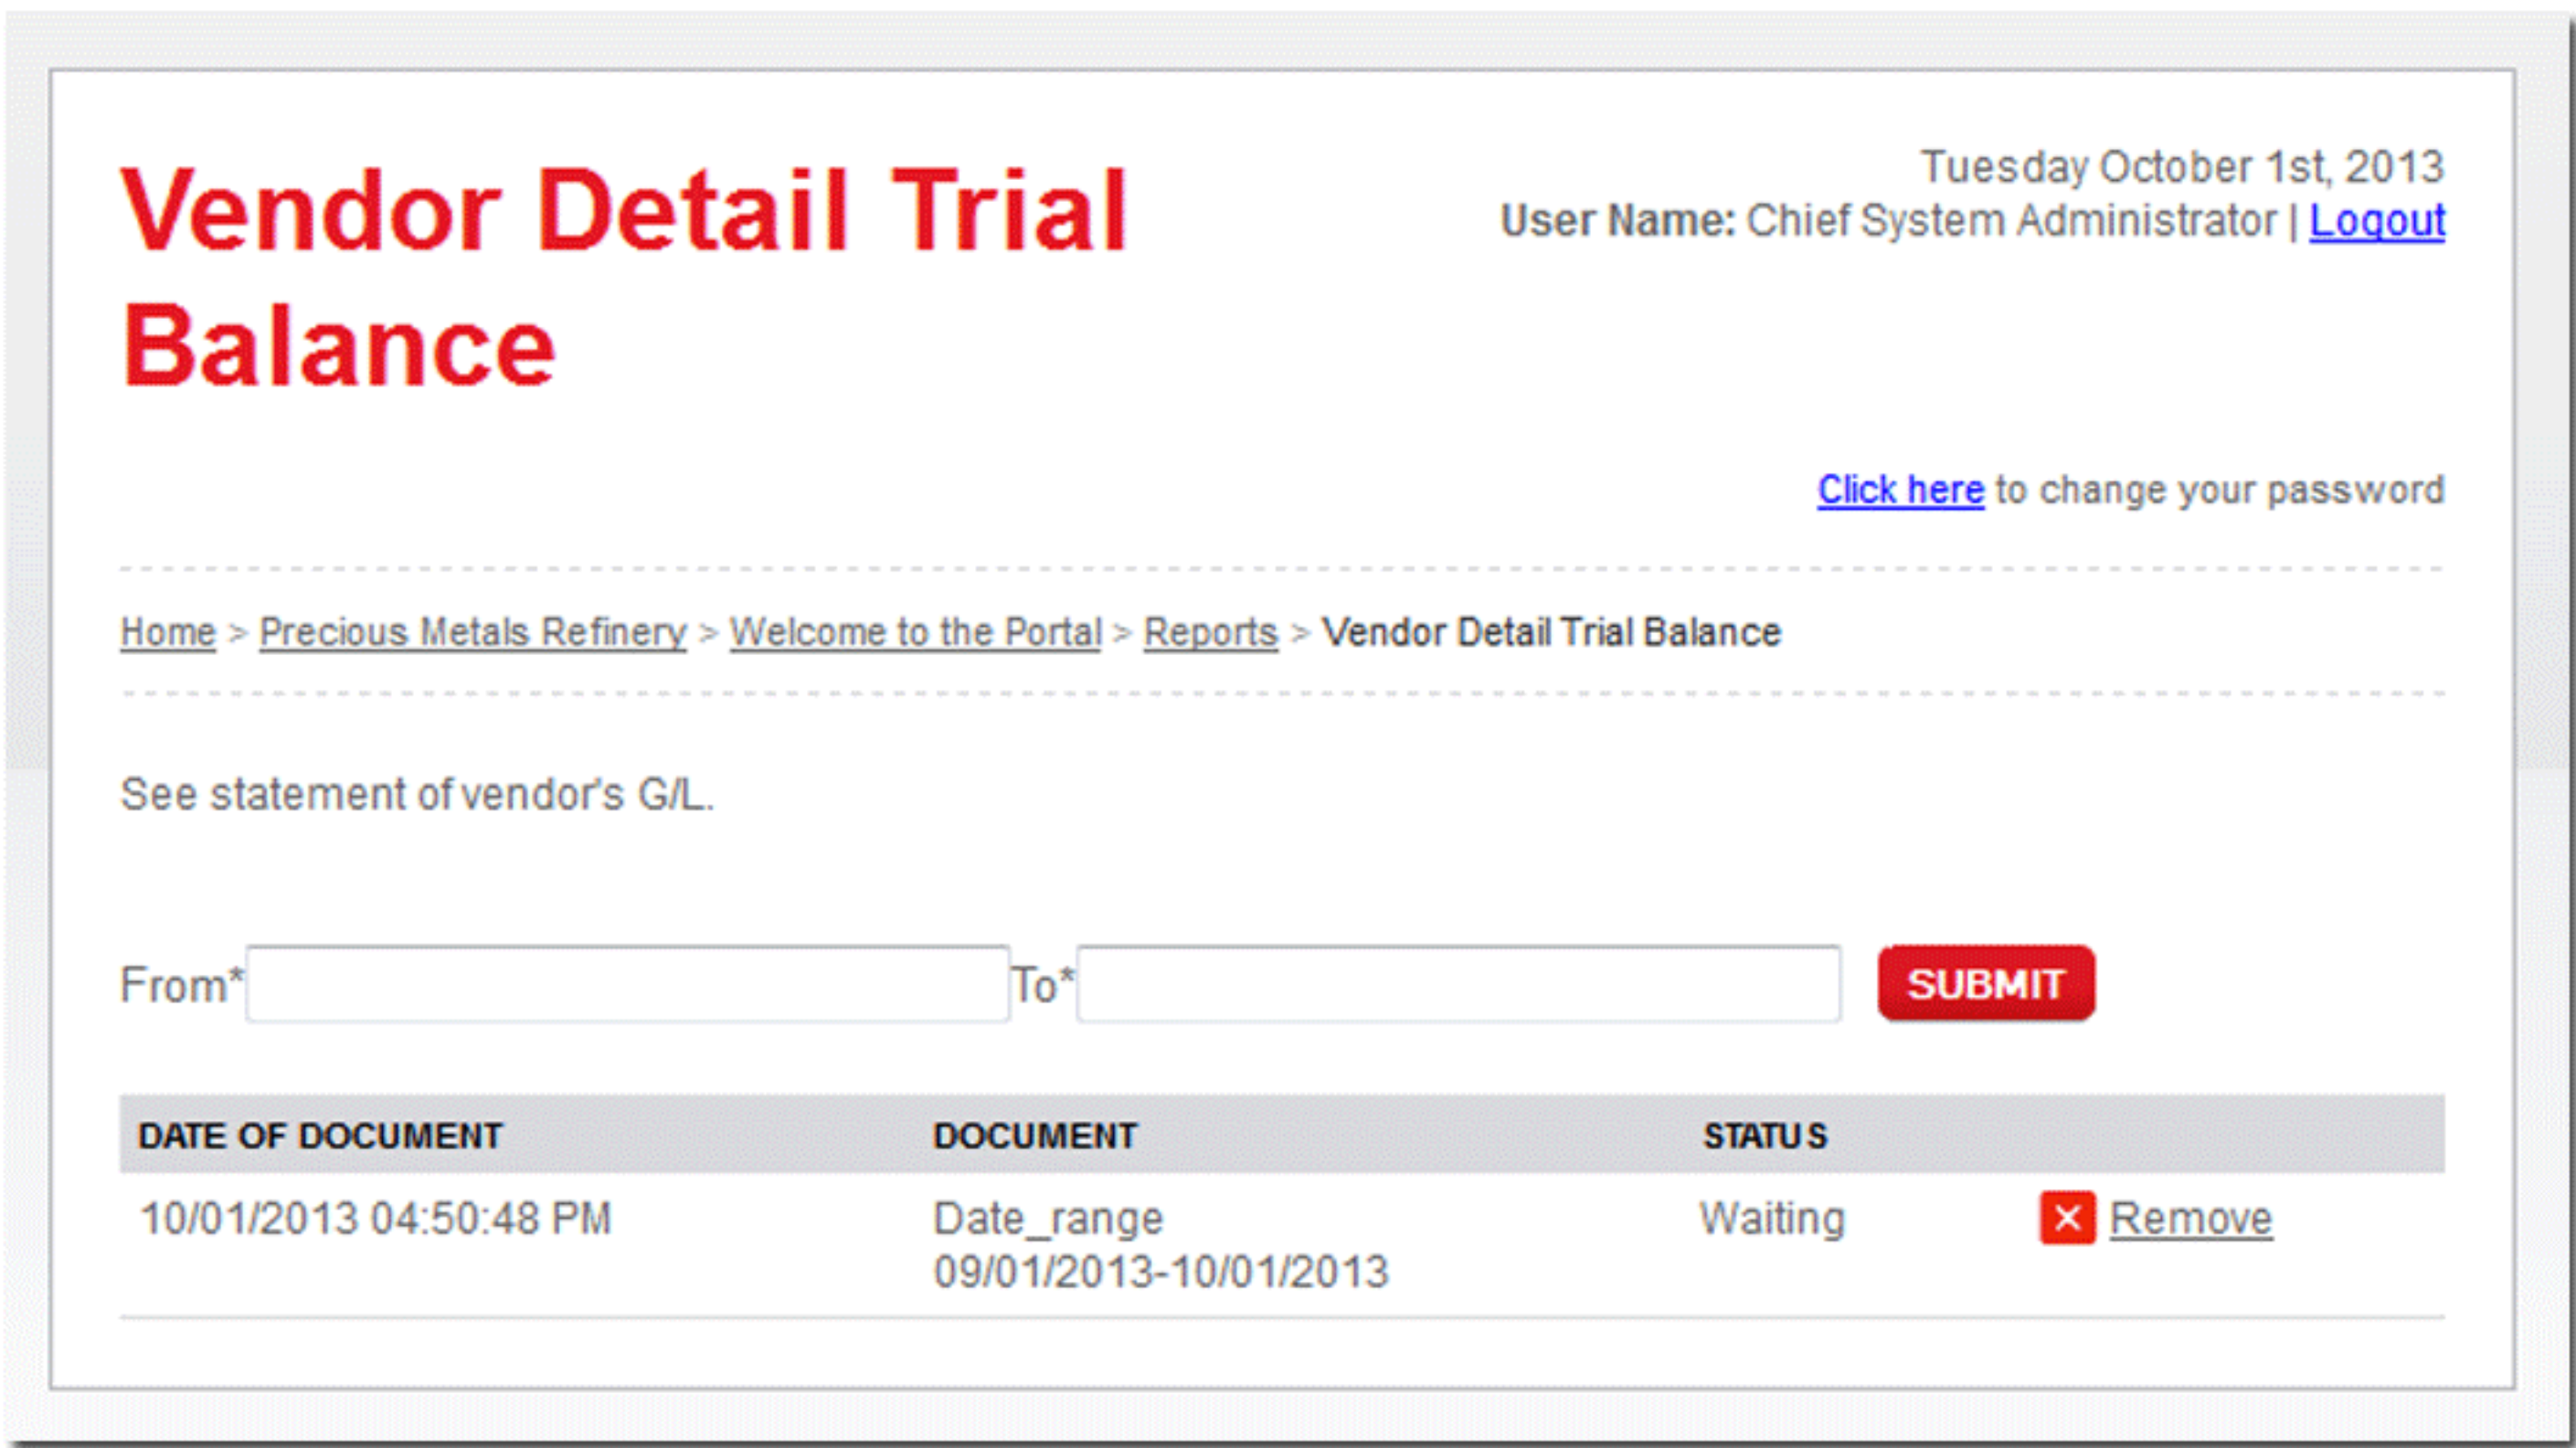 Vendor Detail Trial
Balance
Tuesday October 1st, 2013
User Name: Chief System Administrator | Logout
Click here to change your password
Home > Precious Metals Refinery > Welcome to the Portal > Reports > Vendor Detail Trial Balance
See statement of vendor's G/L.
From* To* SUBMIT
DATE OF DOCUMENT DOCUMENT STATUS
10/01/2013 04:50:48 PM Date_range Waiting Remove
09/01/2013-10/01/2013